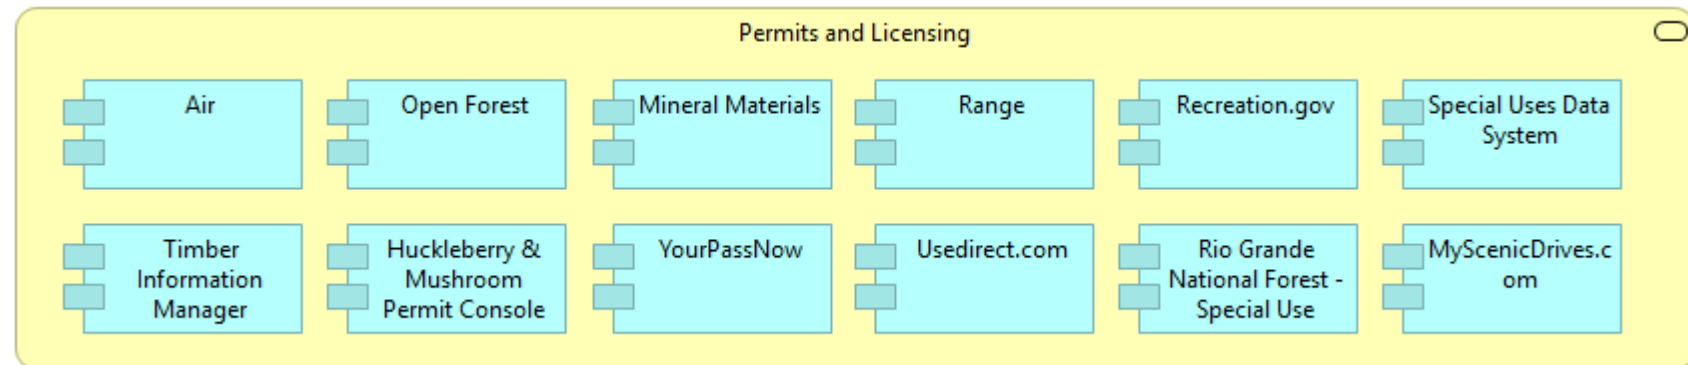 Permits and Licensing
Air
Open Forest
Mineral Materials
Range
Recreation.gov
Special Uses Data
System
Timber
Information
Manager
Huckleberry &
Mushroom
Permit Console
YourPassNow
Usedirect.com
Rio Grande
National Forest -
Special Use
MyScenicDrives.c
om